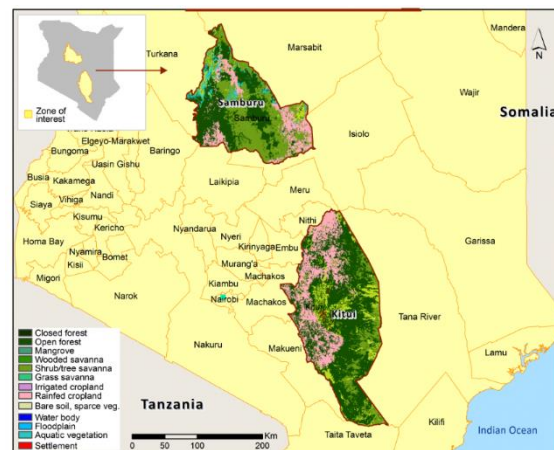 Mandera
Turkana
Marsabit
N
Zone of
interest
Samburu
Samburu
Wajir
Somalia
Elgeyo-Marakwet
Bungoma
Baringo
Isiolo
Uasin Gishu
Busia
Kakamega
Laikipia
Meru
Siaya
Vihiga
Nandi
Kisumu
Nyandarua
Nithi
Kericho
Nyeri
Homa Bay
Kirinyaga
Embu
Garissa
Nyamira
Bomet
Murang'a
Kisii
Machakos
Migori
Kiambu
Narok
Nairobi
Machakos
Kitui
Tana River
Nakuru
Makueni
Lamu
Closed forest
Open forest
Mangrove
Wooded savanna
Shrub/tree savanna
Grass savanna
Irrigated cropland
Rainfed cropland
Bare soil, sparse veg.
Water body
Floodplain
Aquatic vegetation
Settlement
Tanzania
0
100
200
Km
Taita Taveta
Kilifi
Indian Ocean